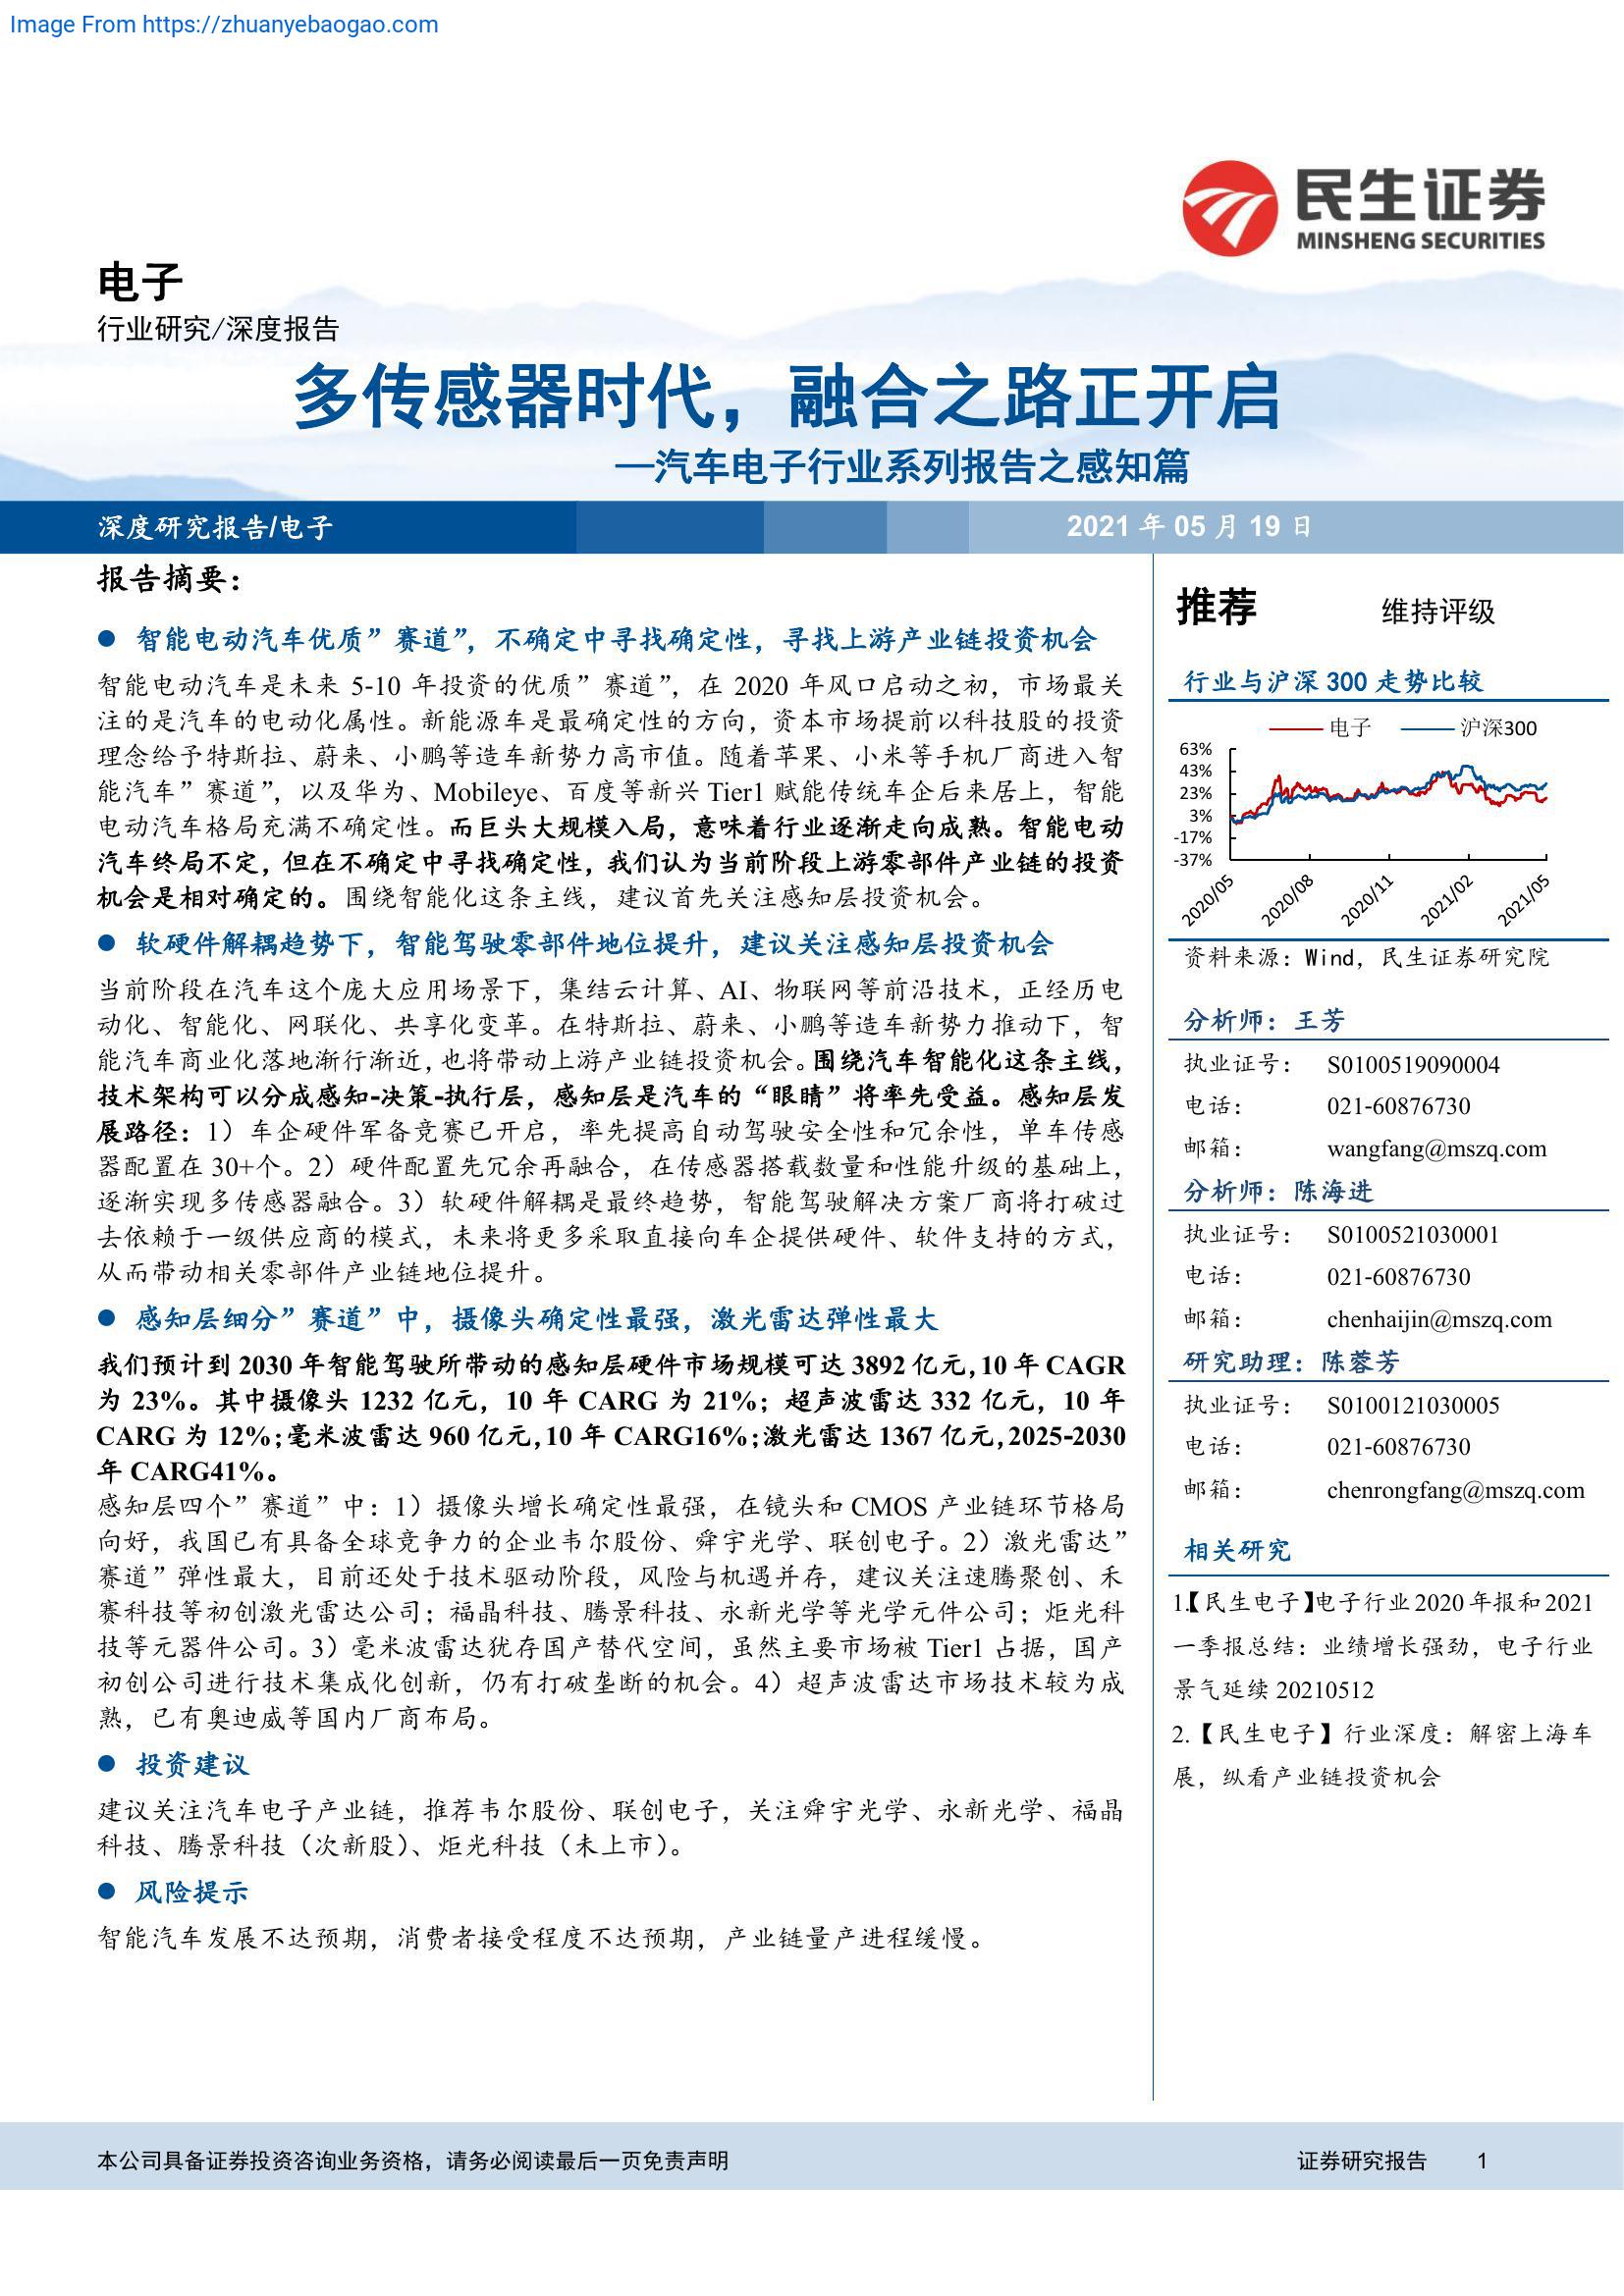 Image From https://zhuanyebaogao.com
民生证券
MINSHENG SECURITIES
电子
行业研究/深度报告
多传感器时代，融合之路正开启
—汽车电子行业系列报告之感知篇
深度研究报告/电子
2021 年 05 月 19 日
报告摘要：
● 智能电动汽车优质”赛道”，不确定中寻找确定性，寻找上游产业链投资机会
智能电动汽车是未来 5-10 年投资的优质”赛道”，在 2020 年风口启动之初，市场最关
注的是汽车的电动化属性。新能源车是最确定性的方向，资本市场提前以科技股的投资
理念给予特斯拉、蔚来、小鹏等造车新势力高市值。随着苹果、小米等手机厂商进入智
能汽车”赛道”，以及华为、Mobileye、百度等新兴 Tier1 赋能传统车企后来居上，智能
电动汽车格局充满不确定性。而巨头大规模入局，意味着行业逐渐走向成熟。智能电动
汽车终局不定，但在不确定中寻找确定性，我们认为当前阶段上游零部件产业链的投资
机会是相对确定的。围绕智能化这条主线，建议首先关注感知层投资机会。
● 软硬件解耦趋势下，智能驾驶零部件地位提升，建议关注感知层投资机会
当前阶段在汽车这个庞大应用场景下，集结云计算、AI、物联网等前沿技术，正经历电
动化、智能化、网联化、共享化变革。在特斯拉、蔚来、小鹏等造车新势力推动下，智
能汽车商业化落地渐行渐近，也将带动上游产业链投资机会。围绕汽车智能化这条主线，
技术架构可以分成感知-决策-执行层，感知层是汽车的“眼睛”将率先受益。感知层发
展路径：1）车企硬件军备竞赛已开启，率先提高自动驾驶安全性和冗余性，单车传感
器配置在 30+个。2）硬件配置先冗余再融合，在传感器搭载数量和性能升级的基础上，
逐渐实现多传感器融合。3）软硬件解耦是最终趋势，智能驾驶解决方案厂商将打破过
去依赖于一级供应商的模式，未来将更多采取直接向车企提供硬件、软件支持的方式，
从而带动相关零部件产业链地位提升。
● 感知层细分”赛道”中，摄像头确定性最强，激光雷达弹性最大
我们预计到 2030 年智能驾驶所带动的感知层硬件市场规模可达 3892 亿元，10 年 CAGR
为 23%。其中摄像头 1232 亿元，10 年 CARG 为 21%；超声波雷达 332 亿元，10 年
CARG 为 12%；毫米波雷达 960 亿元，10 年 CARG16%；激光雷达 1367 亿元，2025-2030
年 CARG41%。
感知层四个”赛道”中：1）摄像头增长确定性最强，在镜头和 CMOS 产业链环节格局
向好，我国已有具备全球竞争力的企业韦尔股份、舜宇光学、联创电子。2）激光雷达”
赛道”弹性最大，目前还处于技术驱动阶段，风险与机遇并存，建议关注速腾聚创、禾
赛科技等初创激光雷达公司；福晶科技、腾景科技、永新光学等光学元件公司；炬光科
技等元器件公司。3）毫米波雷达犹存国产替代空间，虽然主要市场被 Tier1 占据，国产
初创公司进行技术集成化创新，仍有打破垄断的机会。4）超声波雷达市场技术较为成
熟，已有奥迪威等国内厂商布局。
● 投资建议
建议关注汽车电子产业链，推荐韦尔股份、联创电子，关注舜宇光学、永新光学、福晶
科技、腾景科技（次新股）、炬光科技（未上市）。
● 风险提示
智能汽车发展不达预期，消费者接受程度不达预期，产业链量产进程缓慢。
推荐 维持评级
行业与沪深 300 走势比较
电子 沪深300
63%
43%
23%
3%
-17%
-37%
2020/05 2020/08 2020/11 2021/02 2021/05
资料来源：Wind，民生证券研究院
分析师：王芳
执业证号： S0100519090004
电话： 021-60876730
邮箱： wangfang@mszq.com
分析师：陈海进
执业证号： S0100521030001
电话： 021-60876730
邮箱： chenhaijin@mszq.com
研究助理：陈蓉芳
执业证号： S0100121030005
电话： 021-60876730
邮箱： chenrongfang@mszq.com
相关研究
1.【民生电子】电子行业 2020 年报和 2021
一季报总结：业绩增长强劲，电子行业
景气延续 20210512
2.【民生电子】行业深度：解密上海车
展，纵看产业链投资机会
本公司具备证券投资咨询业务资格，请务必阅读最后一页免责声明
证券研究报告 1